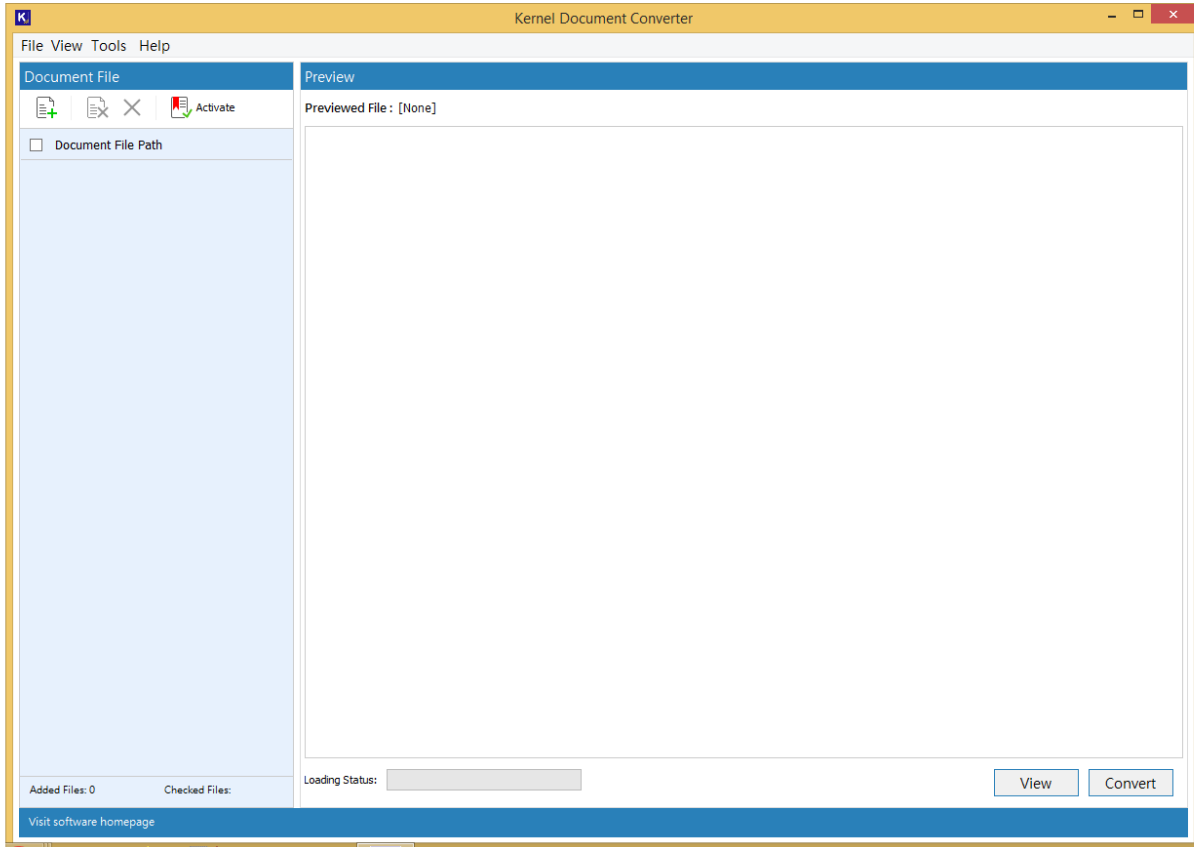 K
Kernel Document Converter
File View Tools Help
Document File
Preview
Activate
Previewed File : [None]
Document File Path
Loading Status:
View
Convert
Added Files: 0
Checked Files:
Visit software homepage